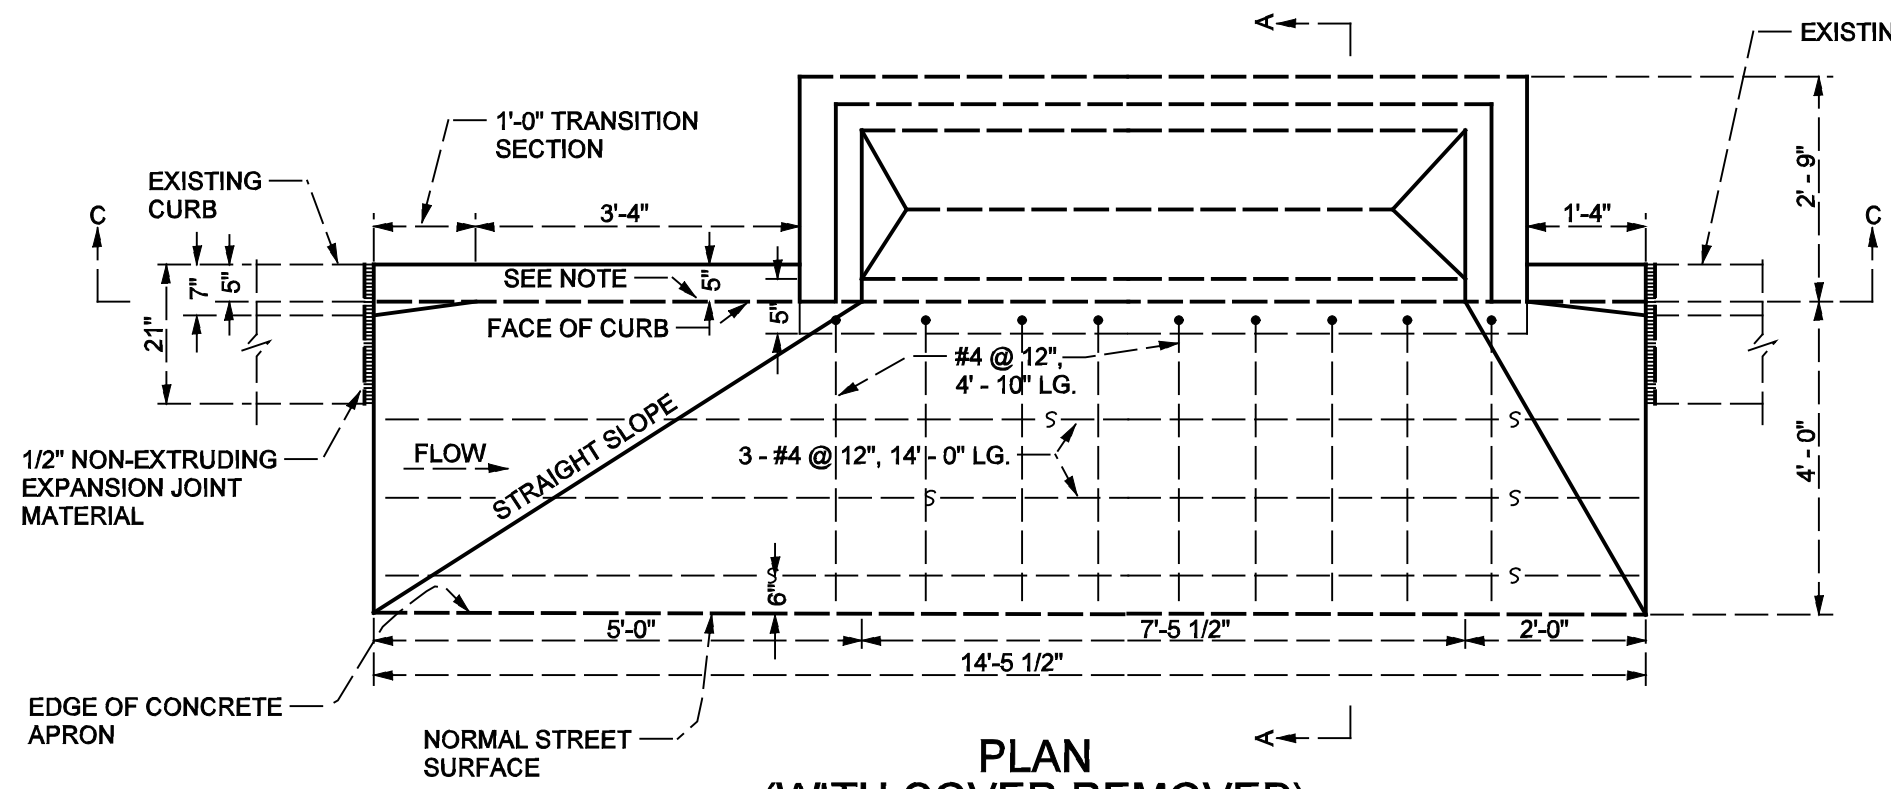 A
EXISTIN
1'-0" TRANSITION
SECTION
EXISTING
CURB
3'-4"
1'-4"
2' - 9"
C
C
SEE NOTE
5"
5"
7"
5"
21"
FACE OF CURB
#4 @ 12",
4' - 10" LG.
STRAIGHT SLOPE
FLOW
3 - #4 @ 12", 14' - 0" LG.
S
S
S
S
S
S
4' - 0"
1/2" NON-EXTRUDING
EXPANSION JOINT
MATERIAL
6"
5'-0"
7'-5 1/2"
2'-0"
14'-5 1/2"
EDGE OF CONCRETE
APRON
NORMAL STREET
SURFACE
A
PLAN
(WITH COVER REMOVED)